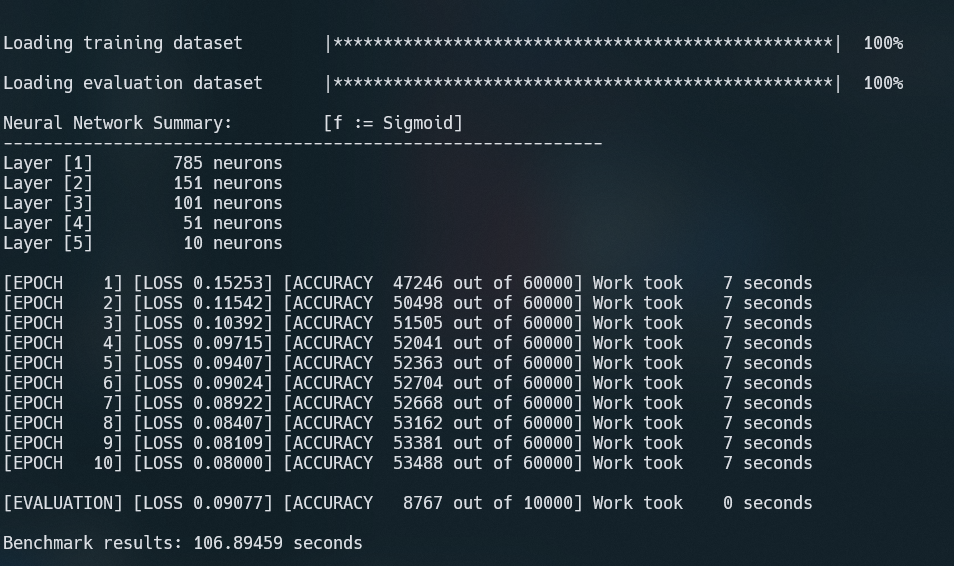 Loading training dataset        |**************************************************|  100%
Loading evaluation dataset      |**************************************************|  100%
Neural Network Summary:         [f := Sigmoid]
------------------------------------------------------------
Layer [1]        785 neurons
Layer [2]        151 neurons
Layer [3]        101 neurons
Layer [4]         51 neurons
Layer [5]         10 neurons
[EPOCH    1] [LOSS 0.15253] [ACCURACY  47246 out of 60000] Work took    7 seconds
[EPOCH    2] [LOSS 0.11542] [ACCURACY  50498 out of 60000] Work took    7 seconds
[EPOCH    3] [LOSS 0.10392] [ACCURACY  51505 out of 60000] Work took    7 seconds
[EPOCH    4] [LOSS 0.09715] [ACCURACY  52041 out of 60000] Work took    7 seconds
[EPOCH    5] [LOSS 0.09407] [ACCURACY  52363 out of 60000] Work took    7 seconds
[EPOCH    6] [LOSS 0.09024] [ACCURACY  52704 out of 60000] Work took    7 seconds
[EPOCH    7] [LOSS 0.08922] [ACCURACY  52668 out of 60000] Work took    7 seconds
[EPOCH    8] [LOSS 0.08407] [ACCURACY  53162 out of 60000] Work took    7 seconds
[EPOCH    9] [LOSS 0.08109] [ACCURACY  53381 out of 60000] Work took    7 seconds
[EPOCH   10] [LOSS 0.08000] [ACCURACY  53488 out of 60000] Work took    7 seconds
[EVALUATION] [LOSS 0.09077] [ACCURACY   8767 out of 10000] Work took    0 seconds
Benchmark results: 106.89459 seconds